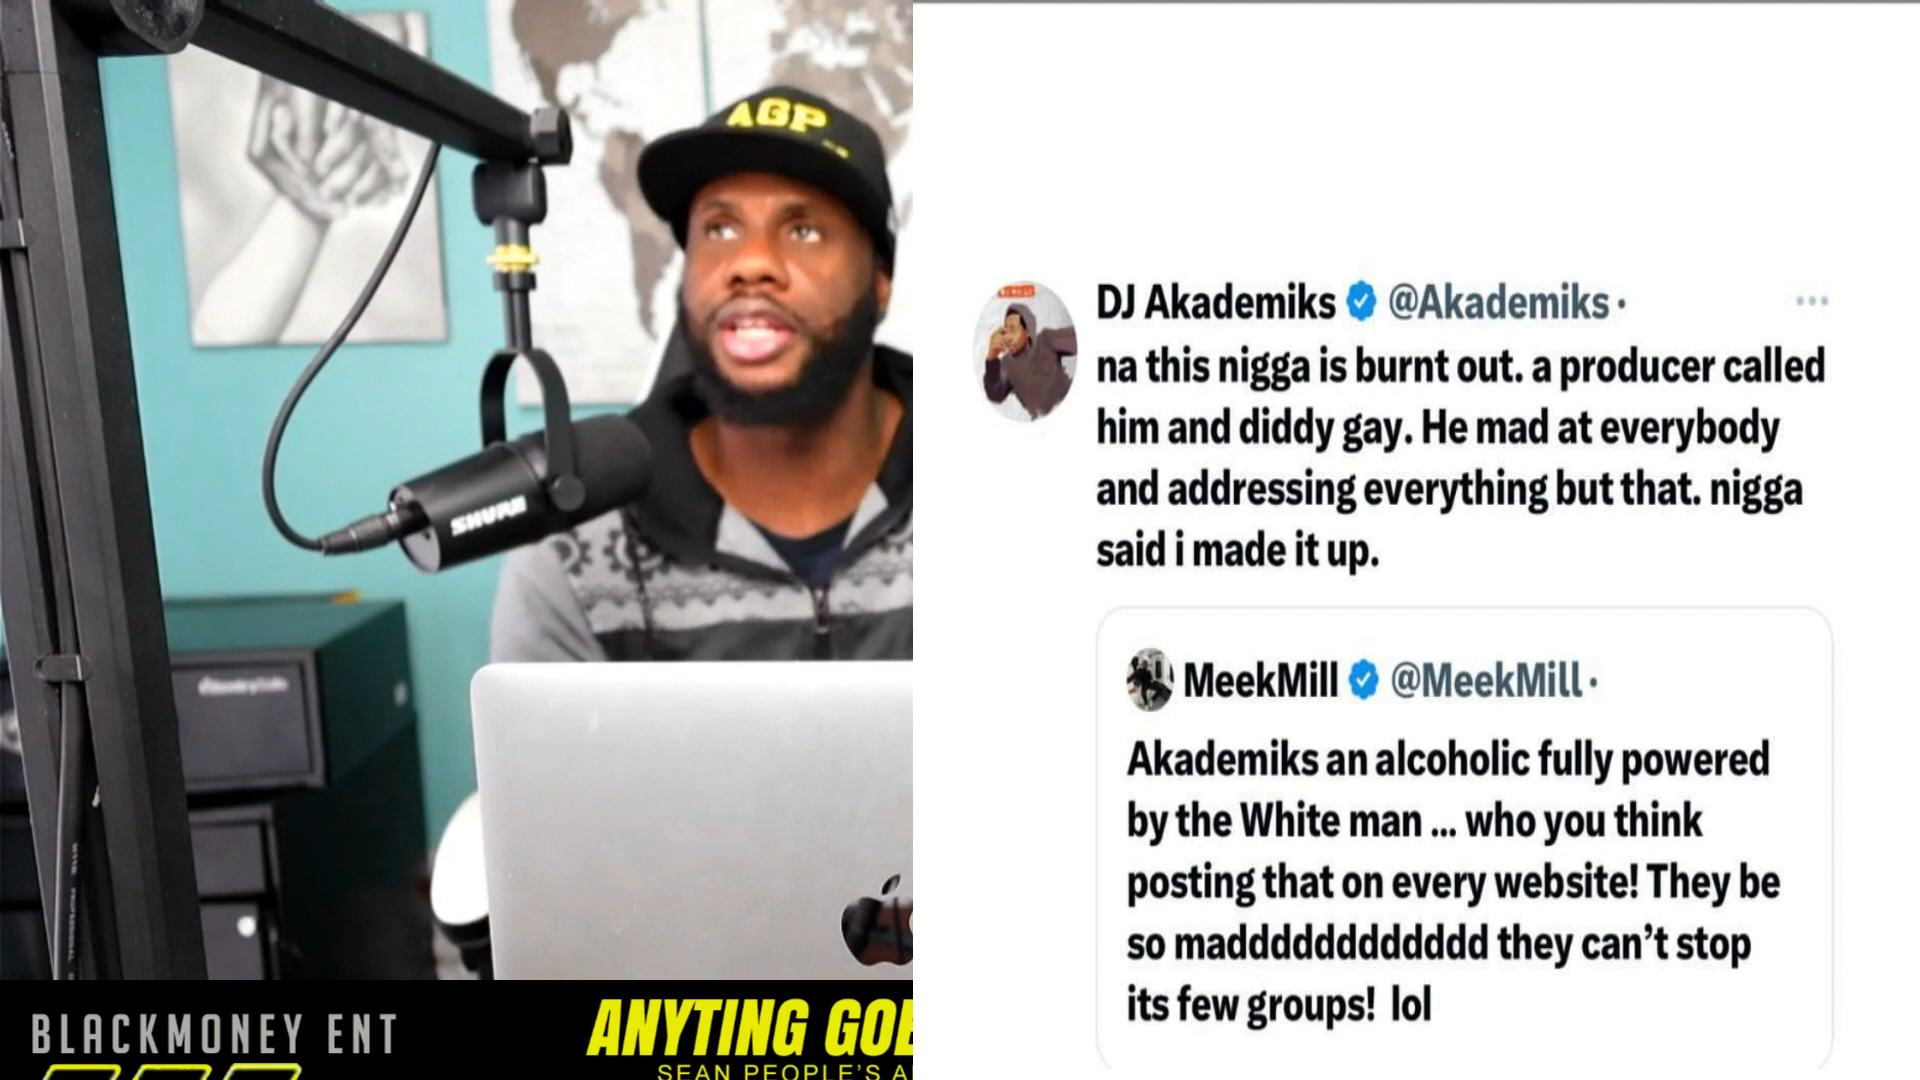 AGP
SHURE
BLACKMONEY ENT
ANYTING GOE
SEAN PEOPLE'S A
DJ Akademiks @Akademiks ·
na this nigga is burnt out. a producer called
him and diddy gay. He mad at everybody
and addressing everything but that. nigga
said i made it up.
MeekMill @MeekMill ·
Akademiks an alcoholic fully powered
by the White man ... who you think
posting that on every website! They be
so madddddddddddd they can't stop
its few groups! lol